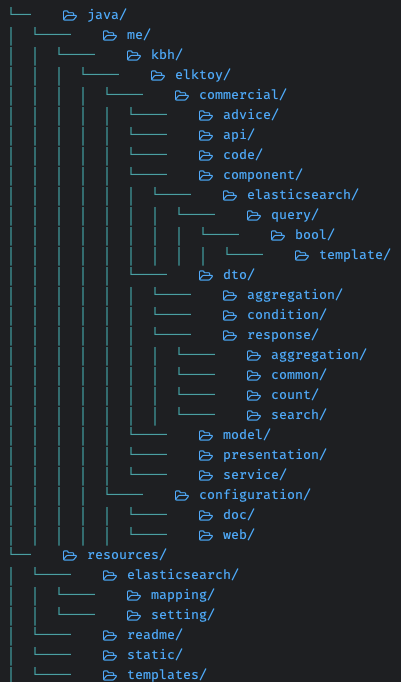 java/
me/
kbh/
elktoy/
commercial/
advice/
api/
code/
component/
elasticsearch/
query/
bool/
template/
dto/
aggregation/
condition/
response/
aggregation/
common/
count/
search/
model/
presentation/
service/
configuration/
doc/
web/
resources/
elasticsearch/
mapping/
setting/
readme/
static/
templates/